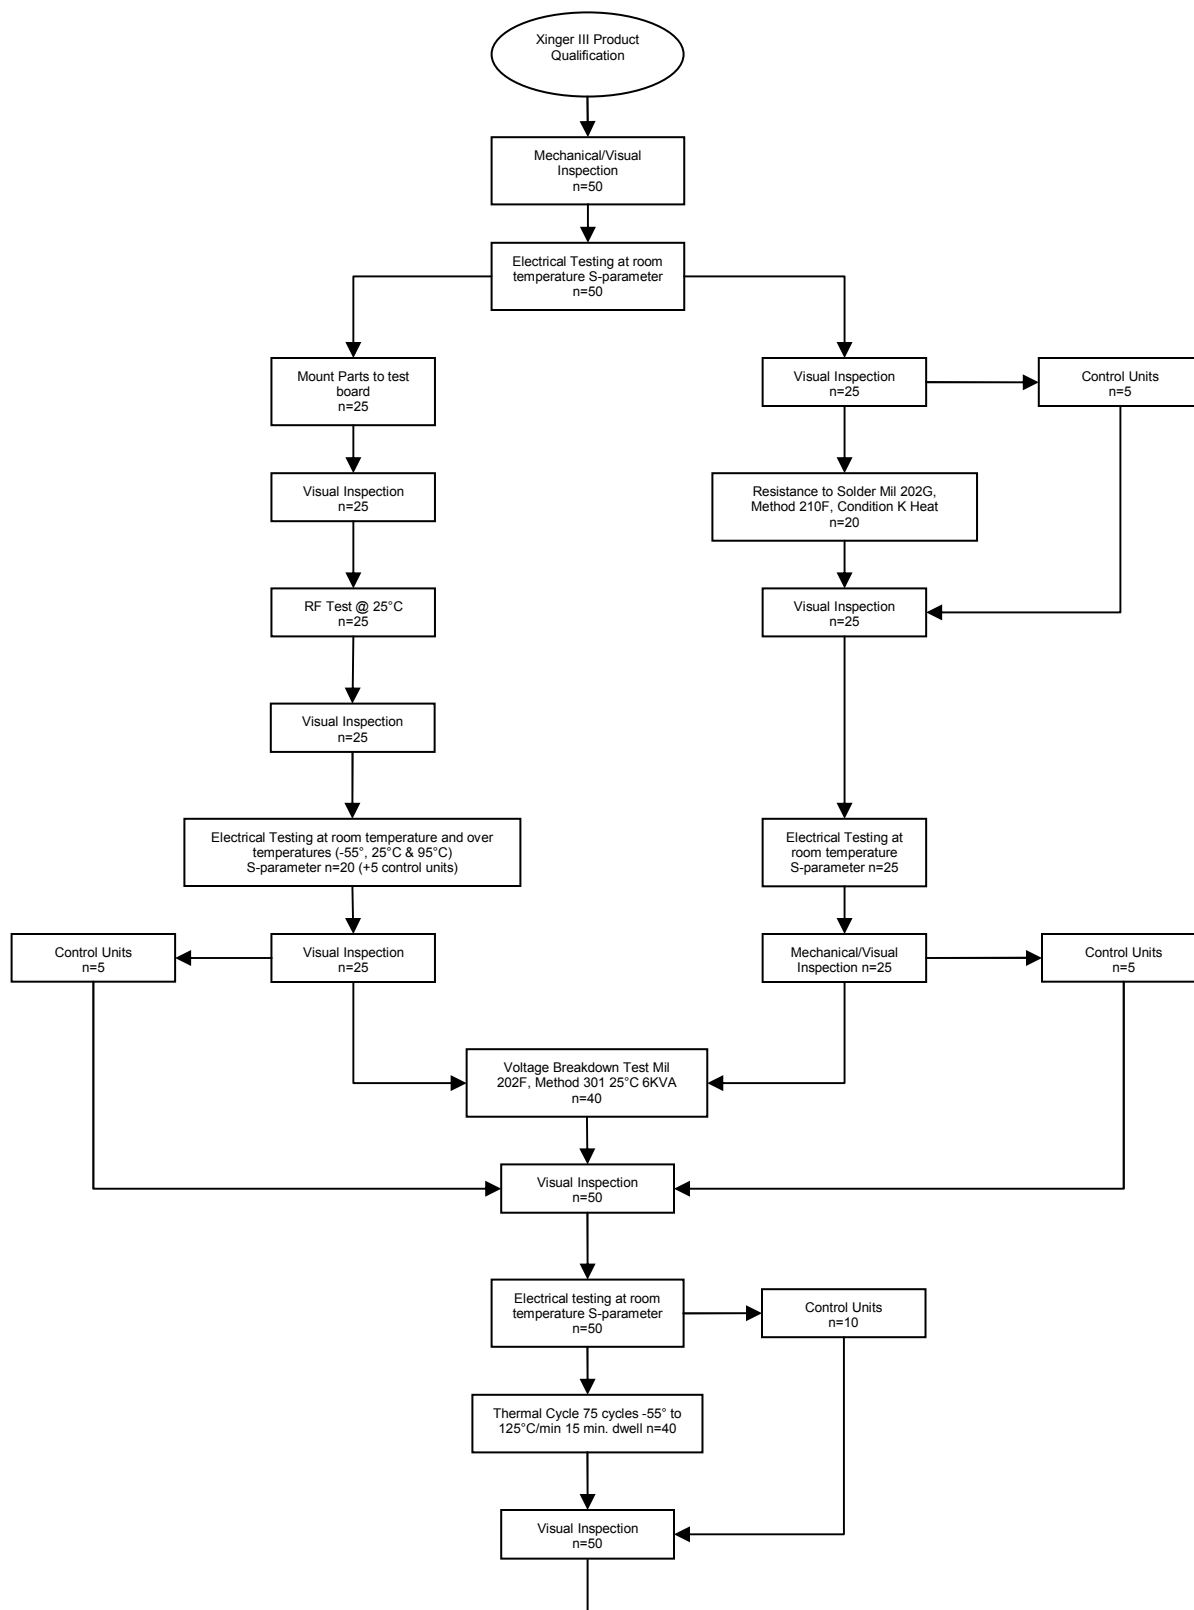 Xinger III Product
Qualification
Mechanical/Visual
Inspection
n=50
Electrical Testing at room
temperature S-parameter
n=50
Mount Parts to test
board
n=25
Visual Inspection
n=25
Control Units
n=5
Visual Inspection
n=25
Resistance to Solder Mil 202G,
Method 210F, Condition K Heat
n=20
RF Test @ 25°C
n=25
Visual Inspection
n=25
Visual Inspection
n=25
Electrical Testing at room temperature and over
temperatures (-55°, 25°C & 95°C)
S-parameter n=20 (+5 control units)
Electrical Testing at
room temperature
S-parameter n=25
Control Units
n=5
Visual Inspection
n=25
Mechanical/Visual
Inspection n=25
Control Units
n=5
Voltage Breakdown Test Mil
202F, Method 301 25°C 6KVA
n=40
Visual Inspection
n=50
Electrical testing at room
temperature S-parameter
n=50
Control Units
n=10
Thermal Cycle 75 cycles -55° to
125°C/min 15 min. dwell n=40
Visual Inspection
n=50